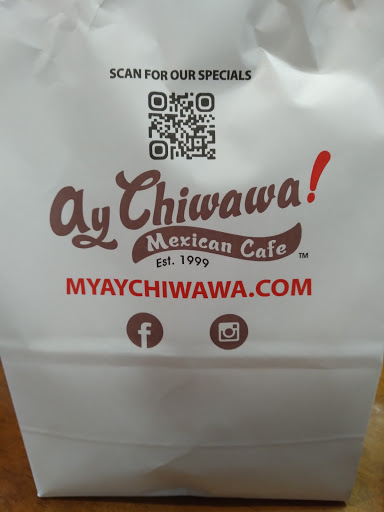 SCAN FOR OUR SPECIALS
ay Chiwawa!
Mexican Cafe
Est. 1999 TM
MYAYCHIWAWA.COM